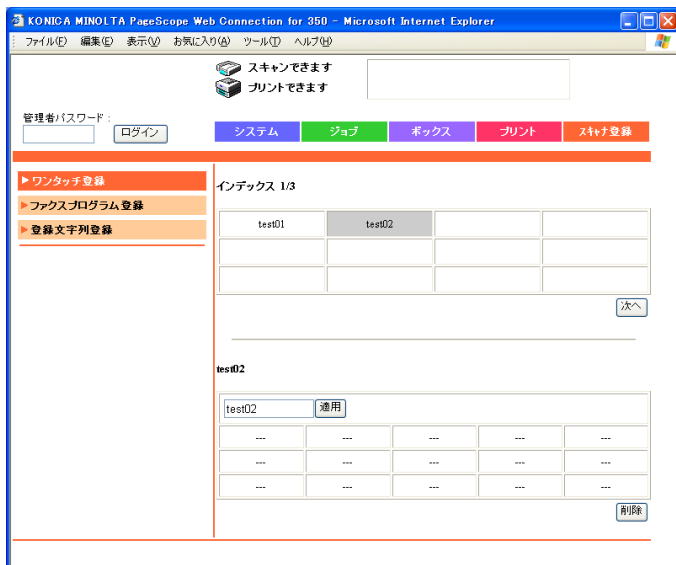 KONICA MINOLTA PageScope Web Connection for 350 - Microsoft Internet Explorer
ファイル(F) 編集(E) 表示(V) お気に入り(A) ツール(T) ヘルプ(H)
スキャンできます
プリントできます
管理者パスワード:
ログイン
システム ジョブ ボックス プリント スキャナ登録
ワンタッチ登録
ファクスプログラム登録
登録文字列登録
インデックス 1/3
test01 test02
次へ
test02
test02 適用
--- --- --- --- ---
--- --- --- --- ---
--- --- --- --- ---
削除